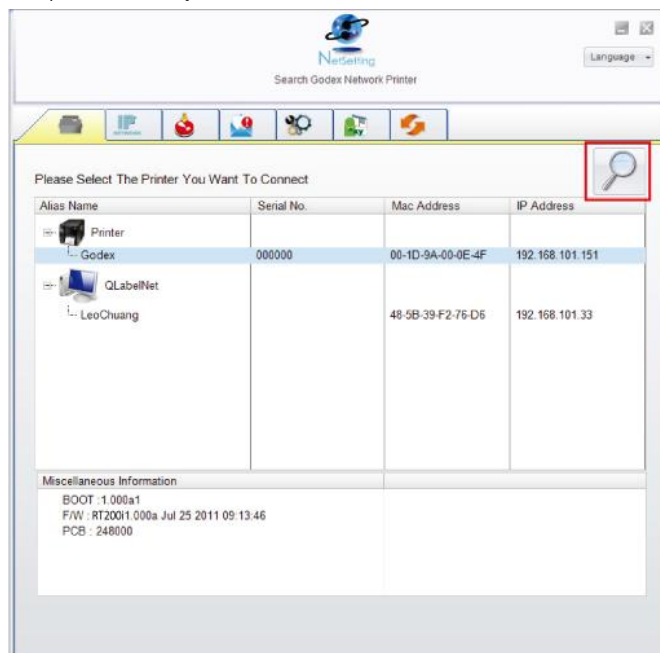 NetSetting
Search Godex Network Printer
Language
IP
Please Select The Printer You Want To Connect
Alias Name Serial No. Mac Address IP Address
Printer
Godex 000000 00-1D-9A-00-0E-4F 192.168.101.151
QLabelNet
LeoChuang 48-5B-39-F2-76-D6 192.168.101.33
Miscellaneous Information
BOOT :1.000a1
F/W : RT200i1.000a Jul 25 2011 09:13:46
PCB : 248000